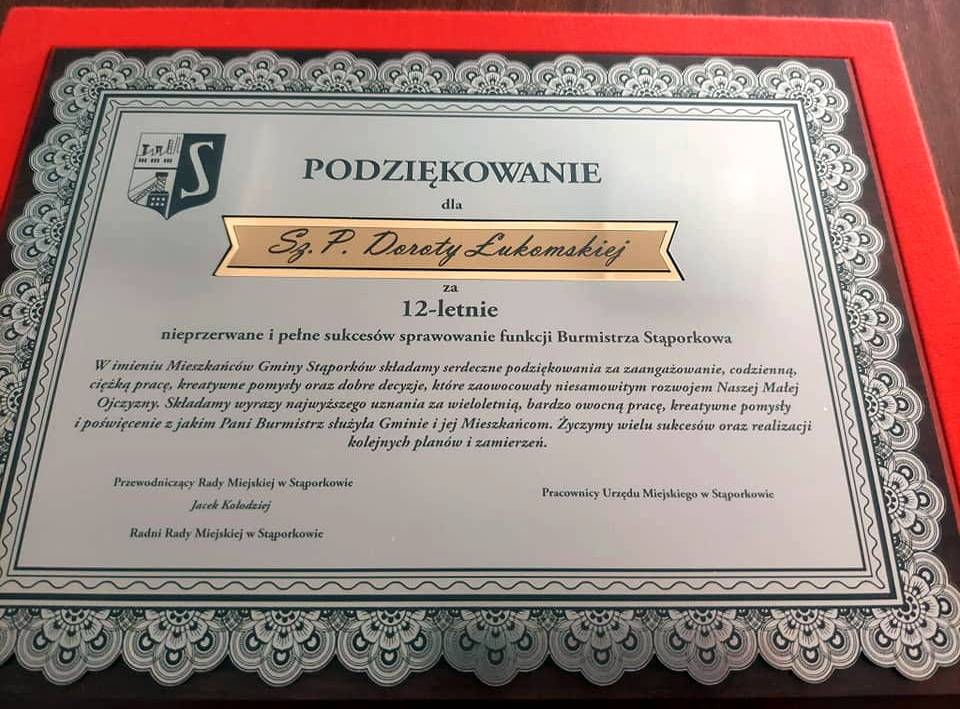 S
PODZIĘKOWANIE
dla
Sz. P. Doroty Łukomskiej
za
12-letnie
nieprzerwane i pełne sukcesów sprawowanie funkcji Burmistrza Stąporkowa
W imieniu Mieszkańców Gminy Stąporków składamy serdeczne podziękowania za zaangażowanie, codzienną,
ciężką pracę, kreatywne pomysły oraz dobre decyzje, które zaowocowały niesamowitym rozwojem Naszej Małej
Ojczyzny. Składamy wyrazy najwyższego uznania za wieloletnią, bardzo owocną pracę, kreatywne pomysły
i poświęcenie z jakim Pani Burmistrz służyła Gminie i jej Mieszkańcom. Życzymy wielu sukcesów oraz realizacji
kolejnych planów i zamierzeń.
Przewodniczący Rady Miejskiej w Stąporkowie
Jacek Kołodziej
Radni Rady Miejskiej w Stąporkowie
Pracownicy Urzędu Miejskiego w Stąporkowie